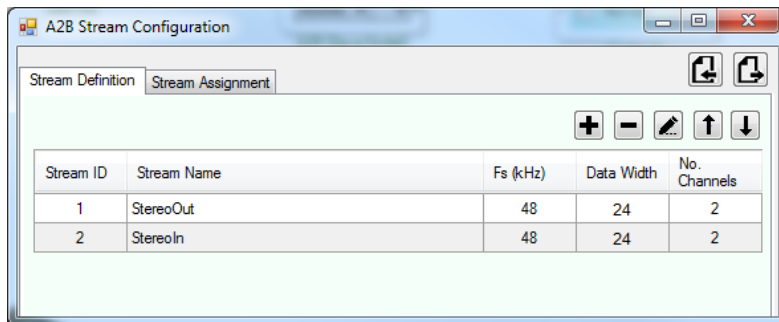 A2B Stream Configuration
Stream Definition Stream Assignment
Stream ID Stream Name Fs (kHz) Data Width No. Channels
1 StereoOut 48 24 2
2 StereoIn 48 24 2